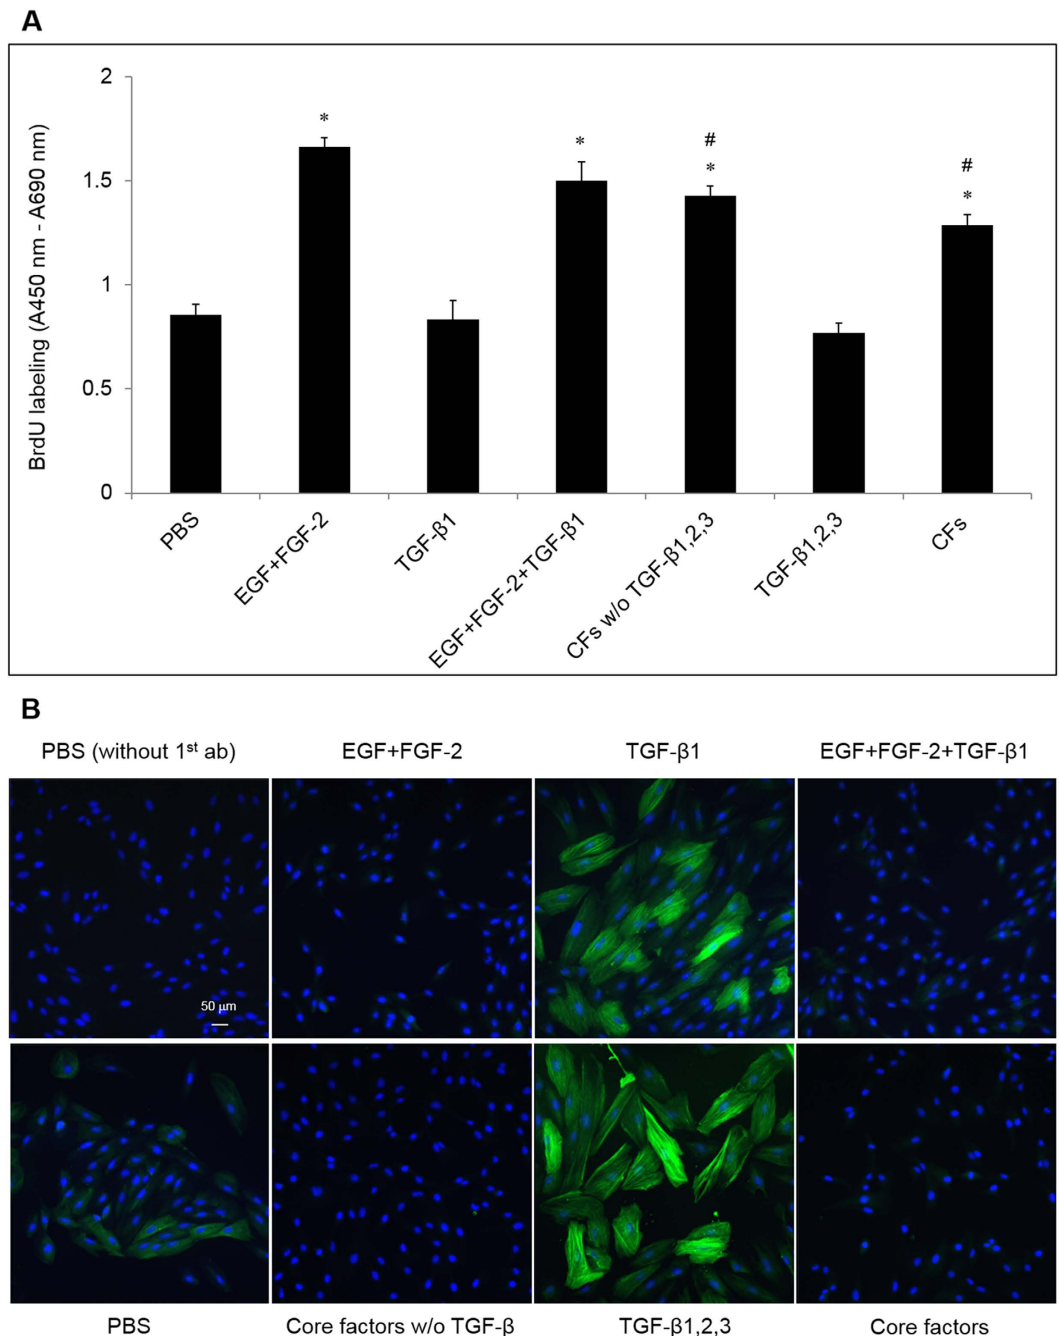 A
BrdU labeling (A450 nm - A690 nm)
2
1.5
1
0.5
0
*
*
#
*
#
*
PBS
EGF+FGF-2
TGF-β1
EGF+FGF-2+TGF-β1
CFs w/o TGF-β1,2,3
TGF-β1,2,3
CFs
B
PBS (without 1st ab)
EGF+FGF-2
TGF-β1
EGF+FGF-2+TGF-β1
50 μm
PBS
Core factors w/o TGF-β
TGF-β1,2,3
Core factors